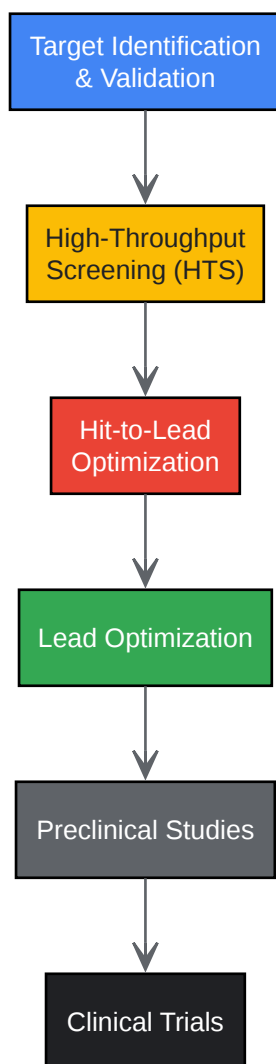 Target Identification
& Validation
High-Throughput
Screening (HTS)
Hit-to-Lead
Optimization
Lead Optimization
Preclinical Studies
Clinical Trials